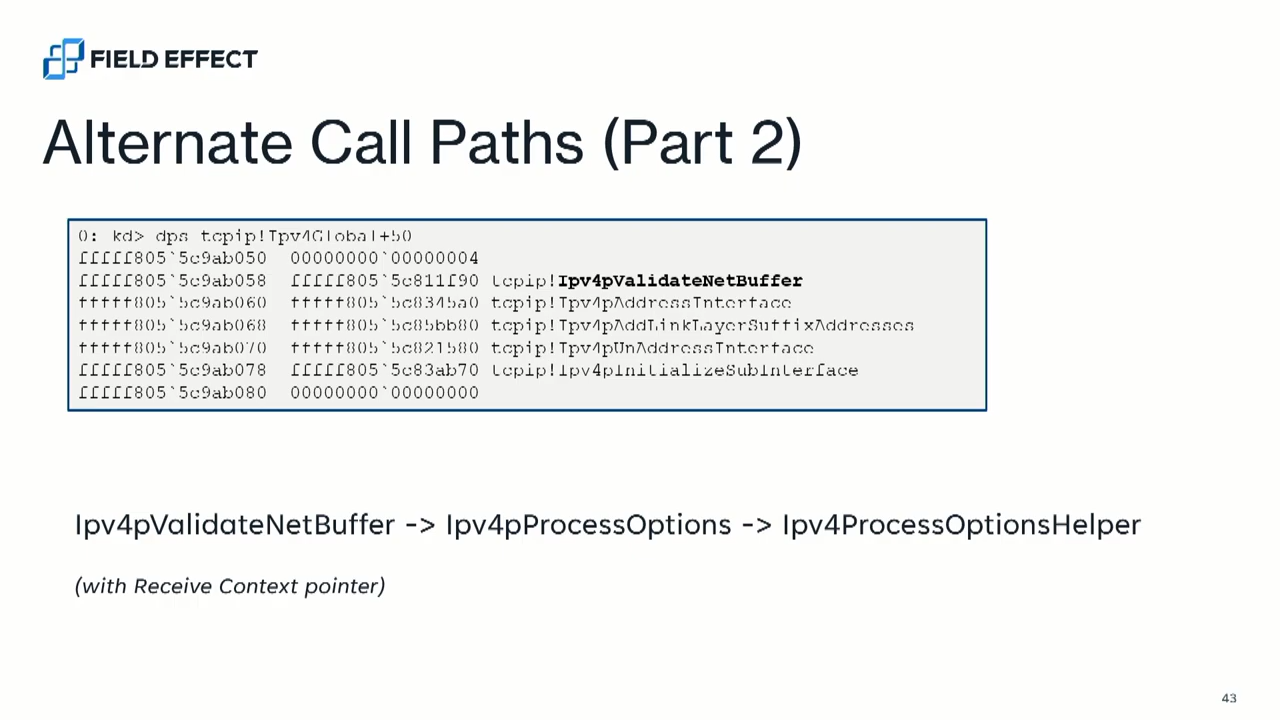 FIELD EFFECT
Alternate Call Paths (Part 2)
0: kd> dps tcpip!Ipv4Global+50
fffff805`5c9ab050  00000000`00000004
fffff805`5c9ab058  fffff805`5c811f90 tcpip!Ipv4pValidateNetBuffer
fffff805`5c9ab060  fffff805`5c8345a0 tcpip!Ipv4pAddressInterface
fffff805`5c9ab068  fffff805`5c85bb80 tcpip!Ipv4pAddLinkLayerSuffixAddresses
fffff805`5c9ab070  fffff805`5c821580 tcpip!Ipv4pUnAddressInterface
fffff805`5c9ab078  fffff805`5c83ab70 tcpip!Ipv4pInitializeSubInterface
fffff805`5c9ab080  00000000`00000000
Ipv4pValidateNetBuffer -> Ipv4pProcessOptions -> Ipv4ProcessOptionsHelper
(with Receive Context pointer)
43